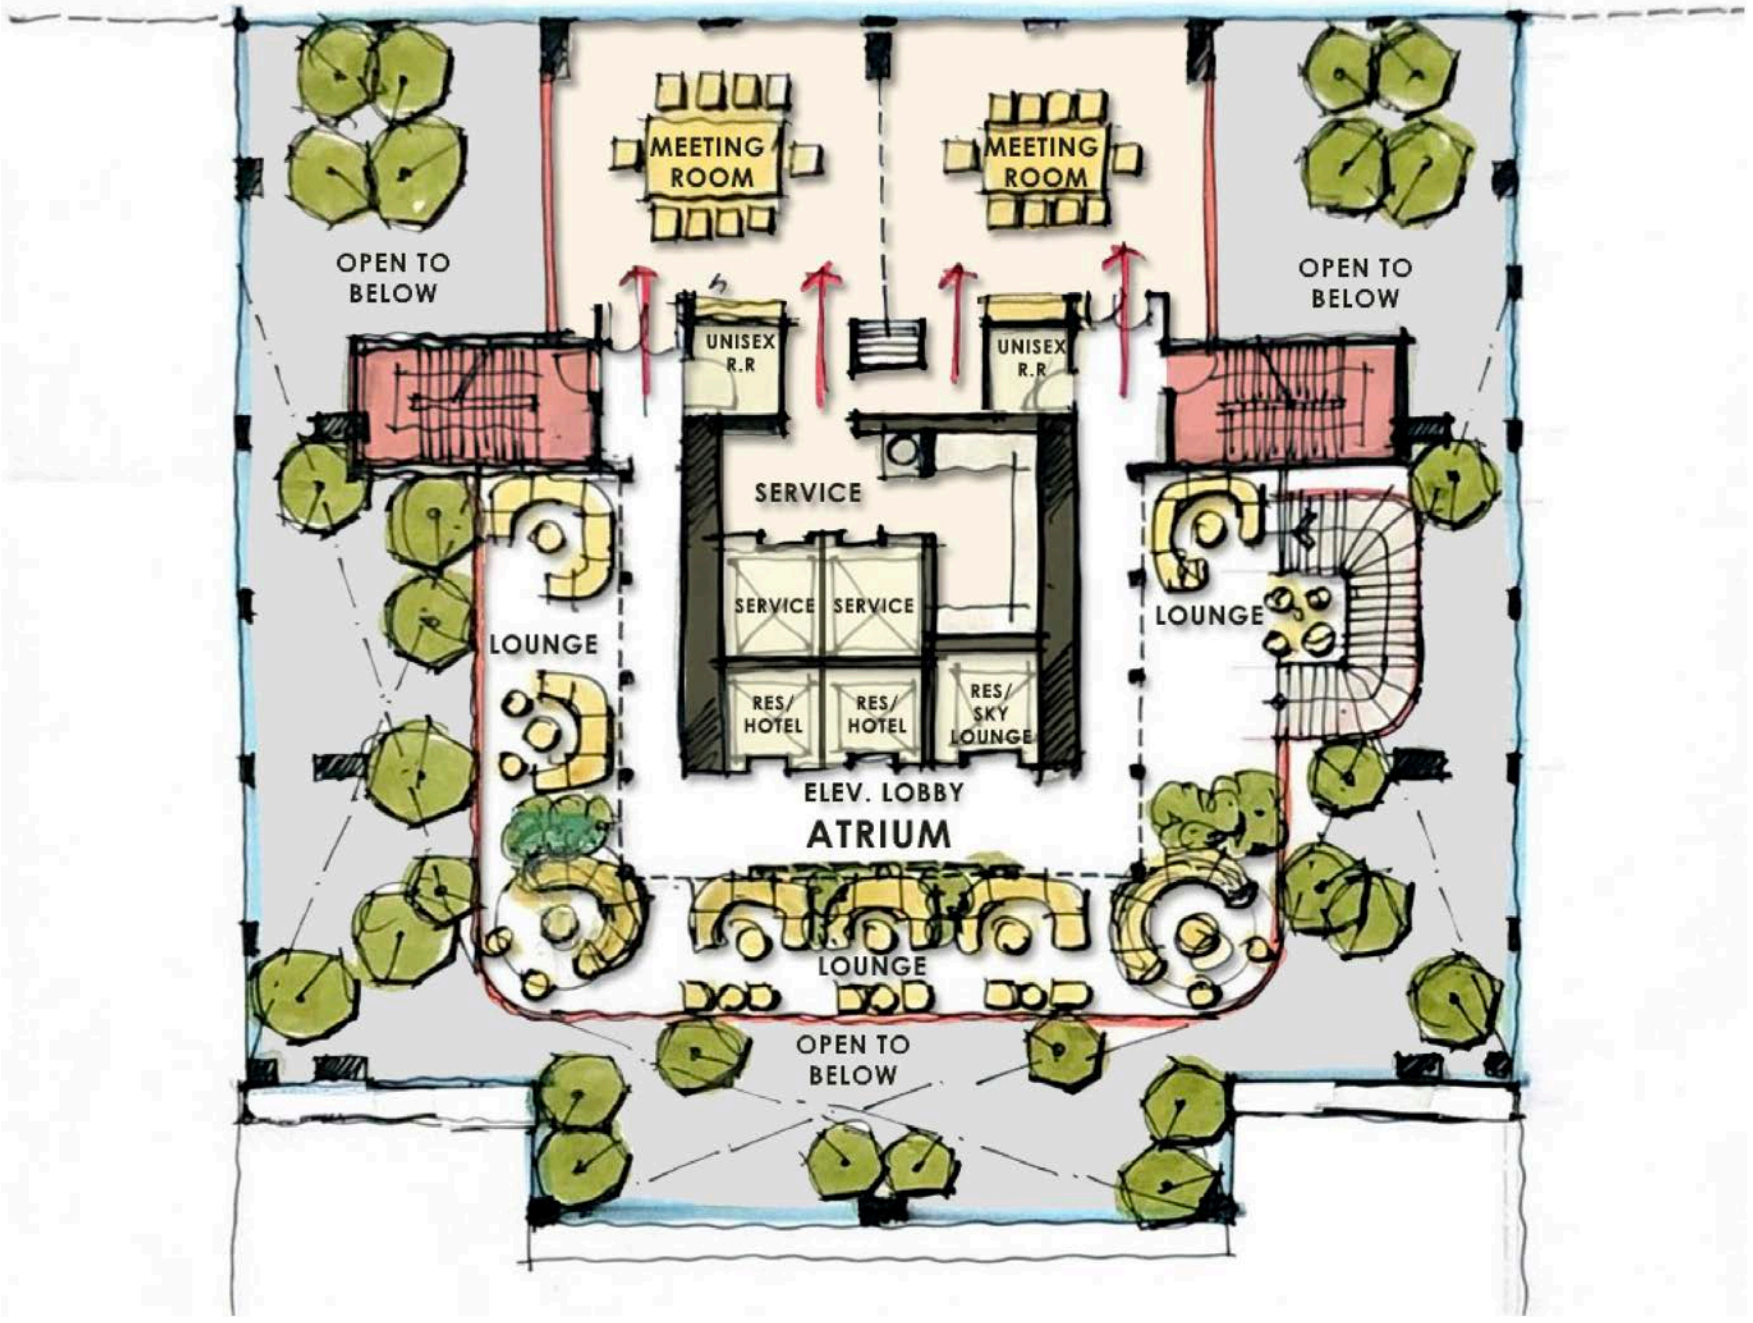 MEETING
ROOM
MEETING
ROOM
OPEN TO
BELOW
OPEN TO
BELOW
UNISEX
R.R
UNISEX
R.R
SERVICE
SERVICE
SERVICE
LOUNGE
LOUNGE
RES/
HOTEL
RES/
HOTEL
RES/
SKY
LOUNGE
ELEV. LOBBY
ATRIUM
LOUNGE
OPEN TO
BELOW